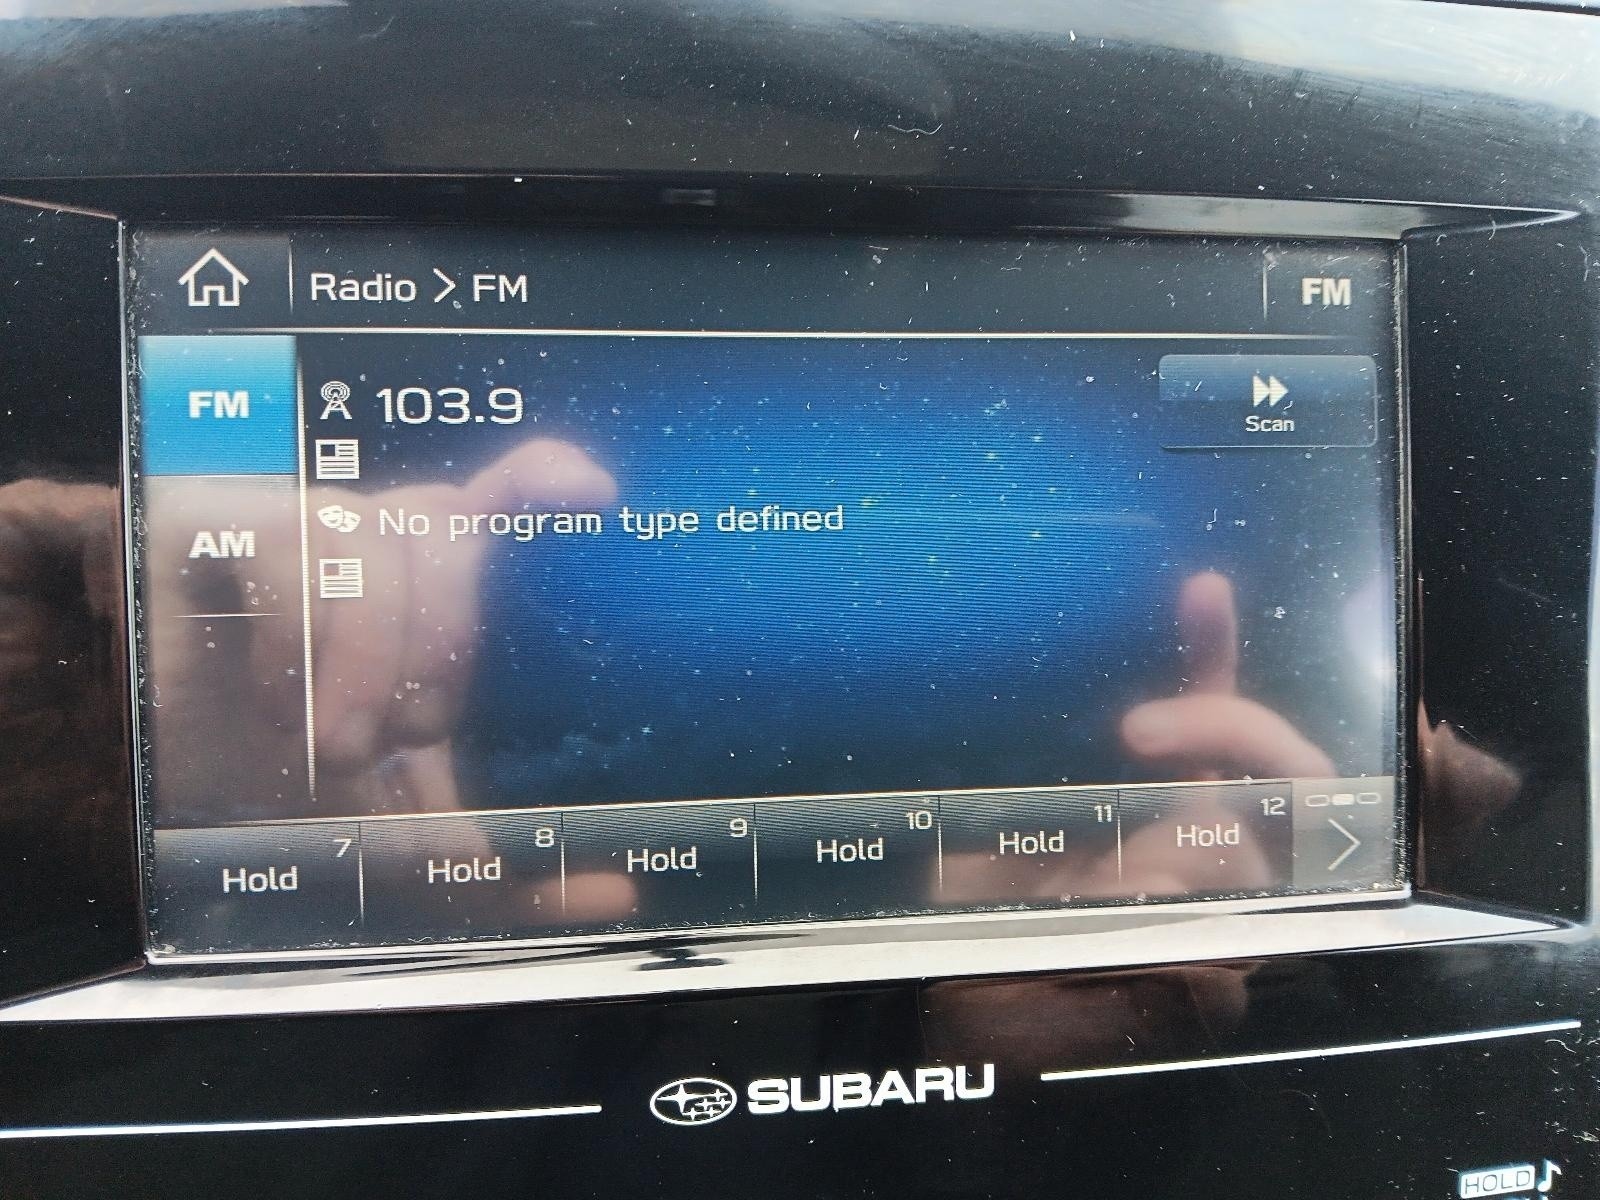 Radio > FM
FM
FM
103.9
Scan
AM
No program type defined
7
Hold
8
Hold
9
Hold
10
Hold
11
Hold
12
Hold
SUBARU
HOLD